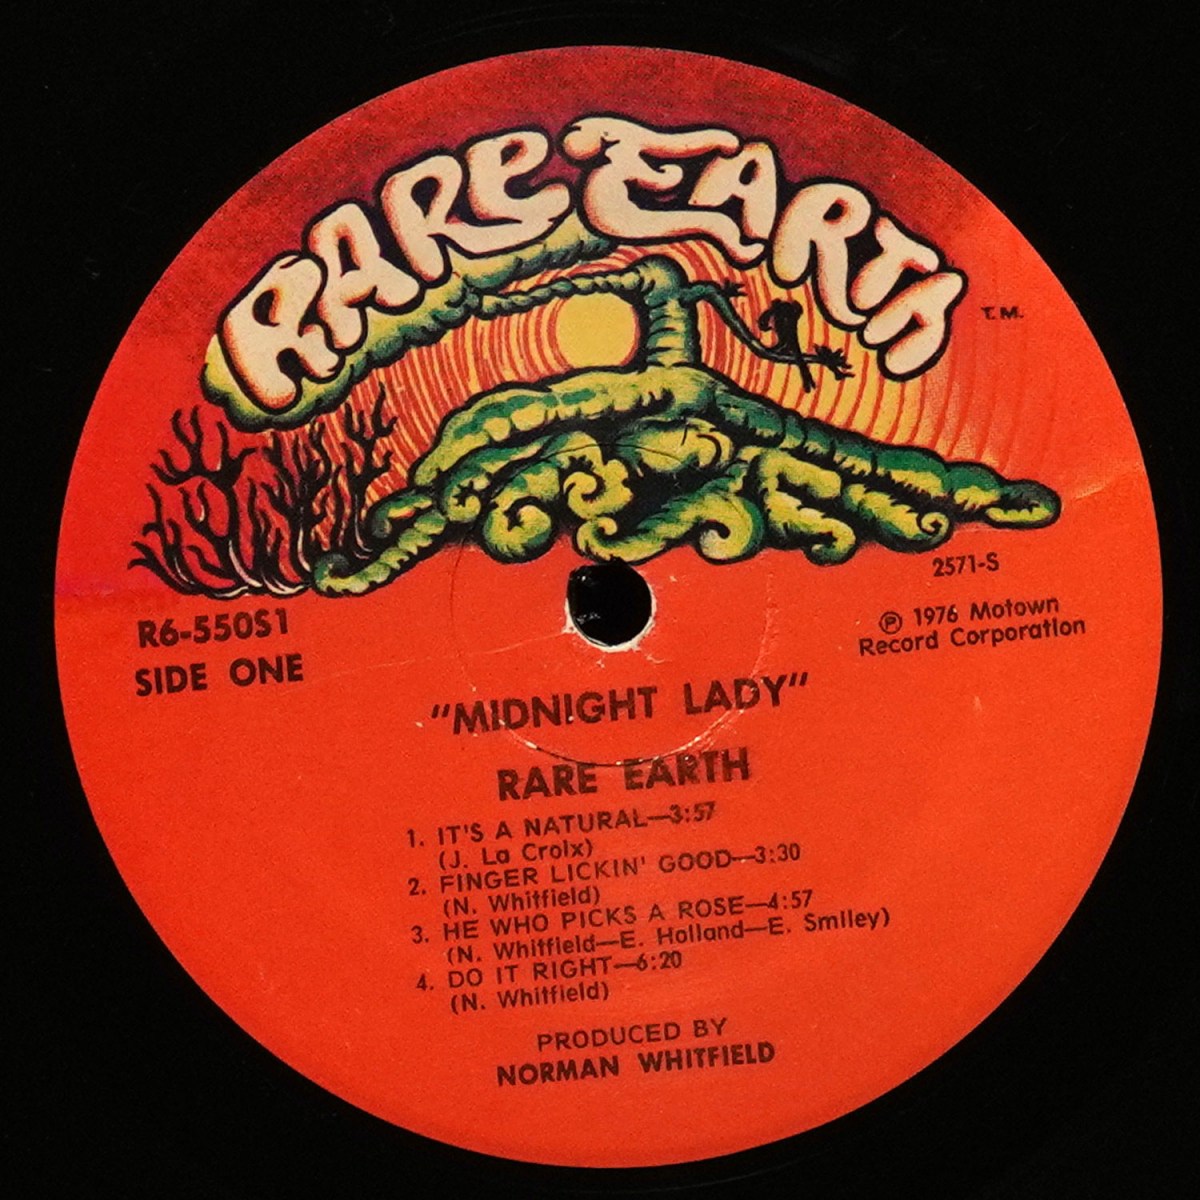 RARE EARTH
T.M.
2571-S
R6-550S1
SIDE ONE
℗ 1976 Motown
Record Corporation
"MIDNIGHT LADY"
RARE EARTH
1. IT'S A NATURAL—3:57
(J. La Croix)
2. FINGER LICKIN' GOOD—3:30
(N. Whitfield)
3. HE WHO PICKS A ROSE—4:57
(N. Whitfield—E. Holland—E. Smiley)
4. DO IT RIGHT—6:20
(N. Whitfield)
PRODUCED BY
NORMAN WHITFIELD